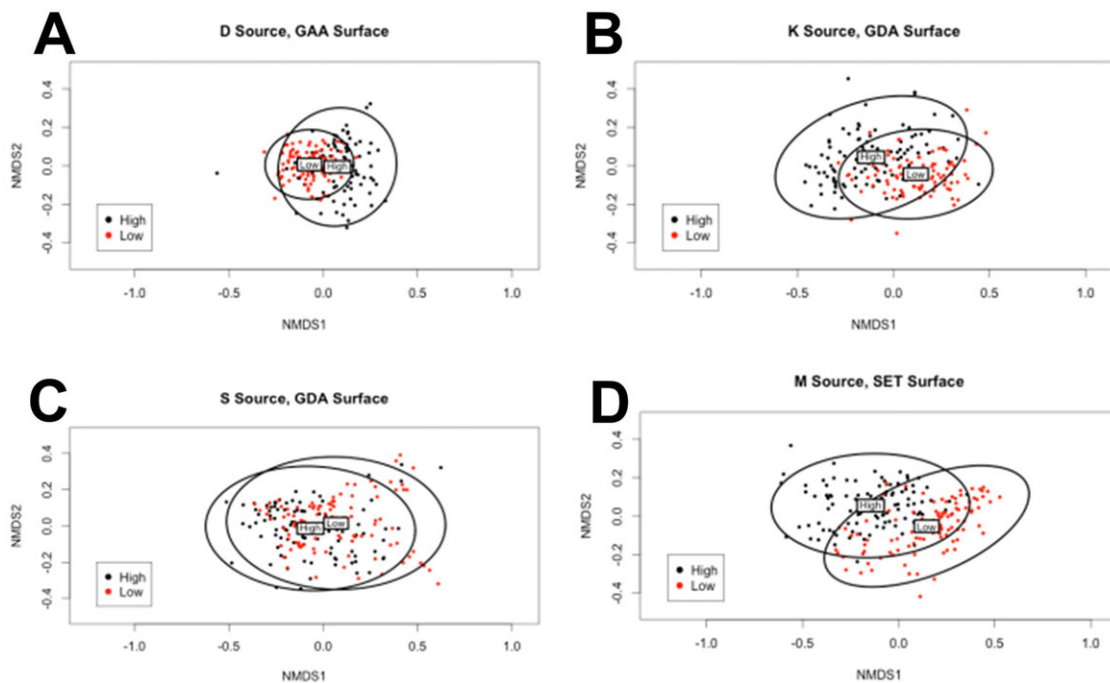 A
D Source, GAA Surface
NMDS2
0.4
0.2
0.0
-0.2
-0.4
Low
High
High
Low
-1.0 -0.5 0.0 0.5 1.0
NMDS1
B
K Source, GDA Surface
NMDS2
0.4
0.2
0.0
-0.2
-0.4
High
Low
High
Low
-1.0 -0.5 0.0 0.5 1.0
NMDS1
C
S Source, GDA Surface
NMDS2
0.4
0.2
0.0
-0.2
-0.4
High Low
High
Low
-1.0 -0.5 0.0 0.5 1.0
NMDS1
D
M Source, SET Surface
NMDS2
0.4
0.2
0.0
-0.2
-0.4
High
Low
High
Low
-1.0 -0.5 0.0 0.5 1.0
NMDS1